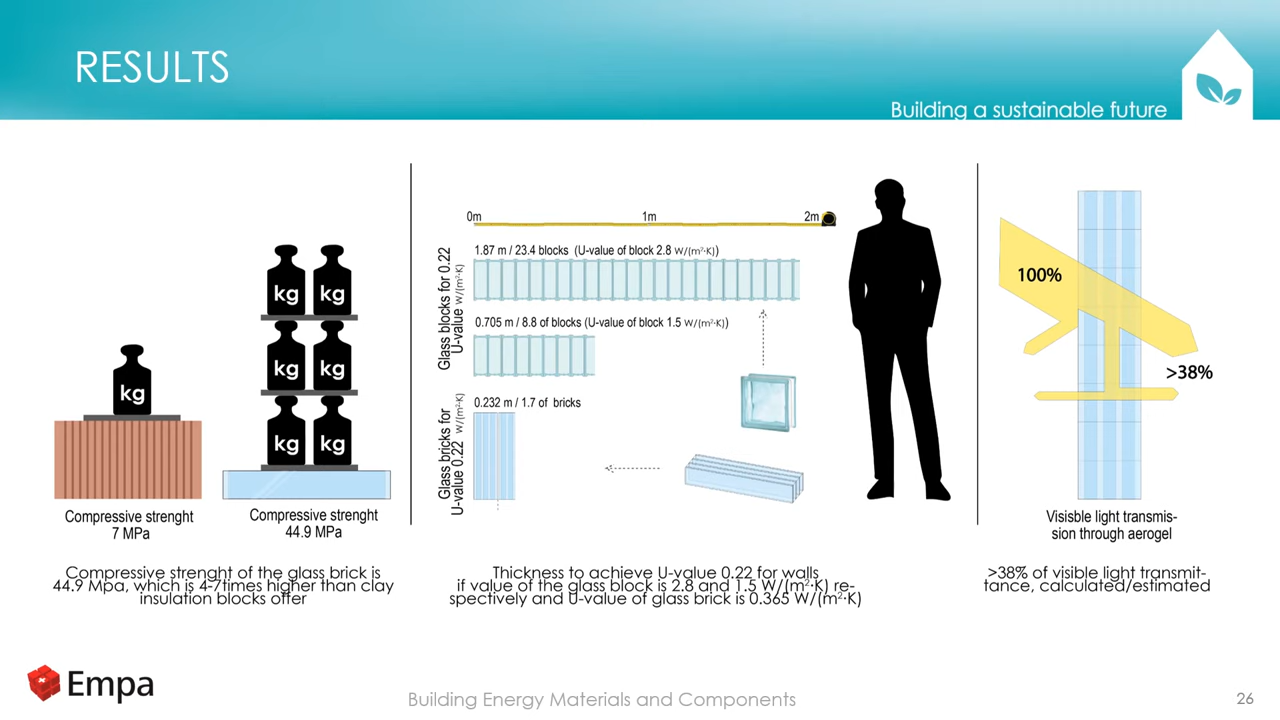 RESULTS
Building a sustainable future
kg
kg kg
kg kg
kg kg
Compressive strenght
7 MPa
Compressive strenght
44.9 MPa
Compressive strenght of the glass brick is
44.9 Mpa, which is 4-7times higher than clay
insulation blocks offer
0m 1m 2m
Glass blocks for 0.22
U-value W/(m²·K)
1.87 m / 23.4 blocks (U-value of block 2.8 W/(m²·K))
0.705 m / 8.8 of blocks (U-value of block 1.5 W/(m²·K))
Glass bricks for
U-value 0.22 W/(m²·K)
0.232 m / 1.7 of bricks
Thickness to achieve U-value 0.22 for walls
if value of the glass block is 2.8 and 1.5 W/(m²·K) re-
spectively and U-value of glass brick is 0.365 W/(m²·K)
100%
>38%
Visisble light transmis-
sion through aerogel
>38% of visible light transmit-
tance, calculated/estimated
Empa
Building Energy Materials and Components
26